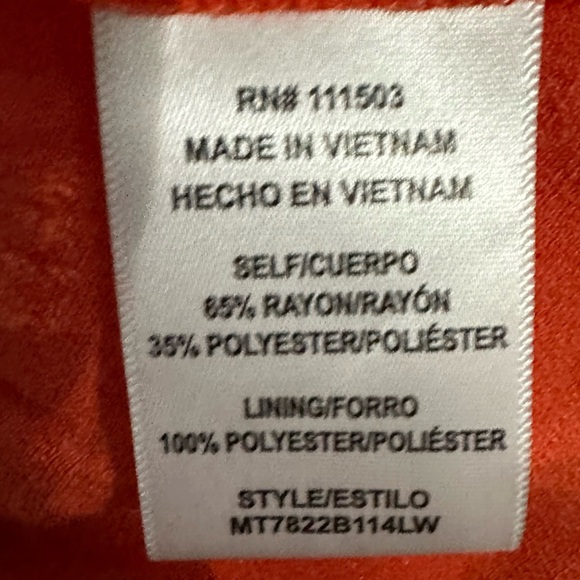 RN# 111503
MADE IN VIETNAM
HECHO EN VIETNAM
SELF/CUERPO
65% RAYON/RAYÓN
35% POLYESTER/POLIÉSTER
LINING/FORRO
100% POLYESTER/POLIÉSTER
STYLE/ESTILO
MT7822B114LW